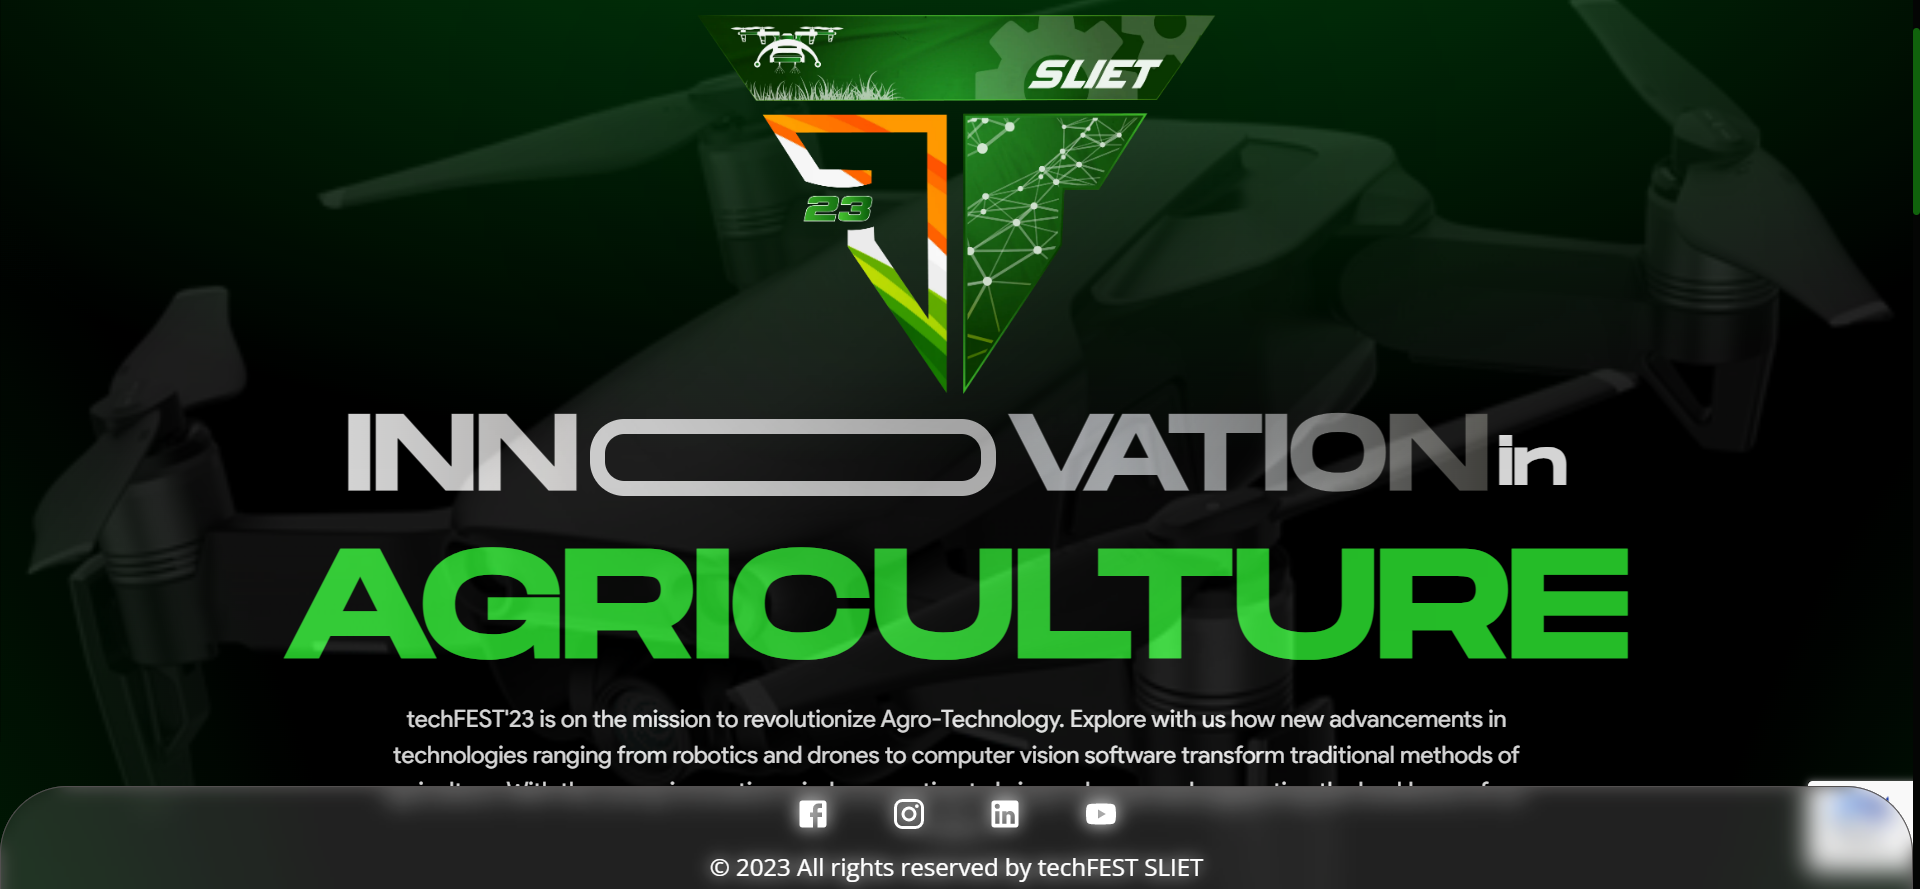 SLIET
23
INNOVATION in
AGRICULTURE
techFEST'23 is on the mission to revolutionize Agro-Technology. Explore with us how new advancements in
technologies ranging from robotics and drones to computer vision software transform traditional methods of
© 2023 All rights reserved by techFEST SLIET